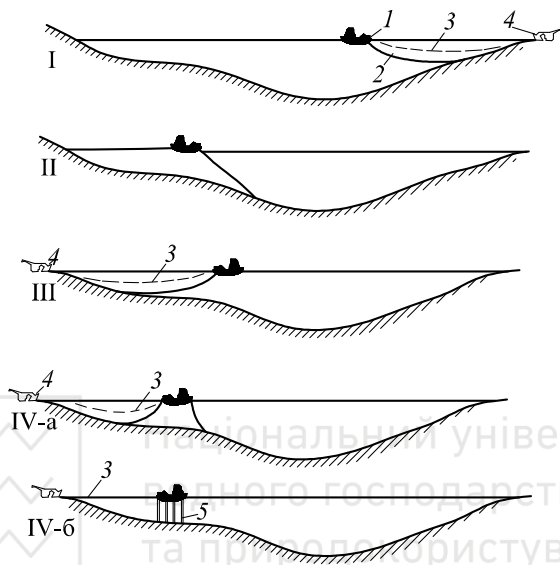 1 3 4
I 2
II
4 3
III
4 3
IV-а
Національний уніве
3
водного господарст
IV-б 5
та природокористув